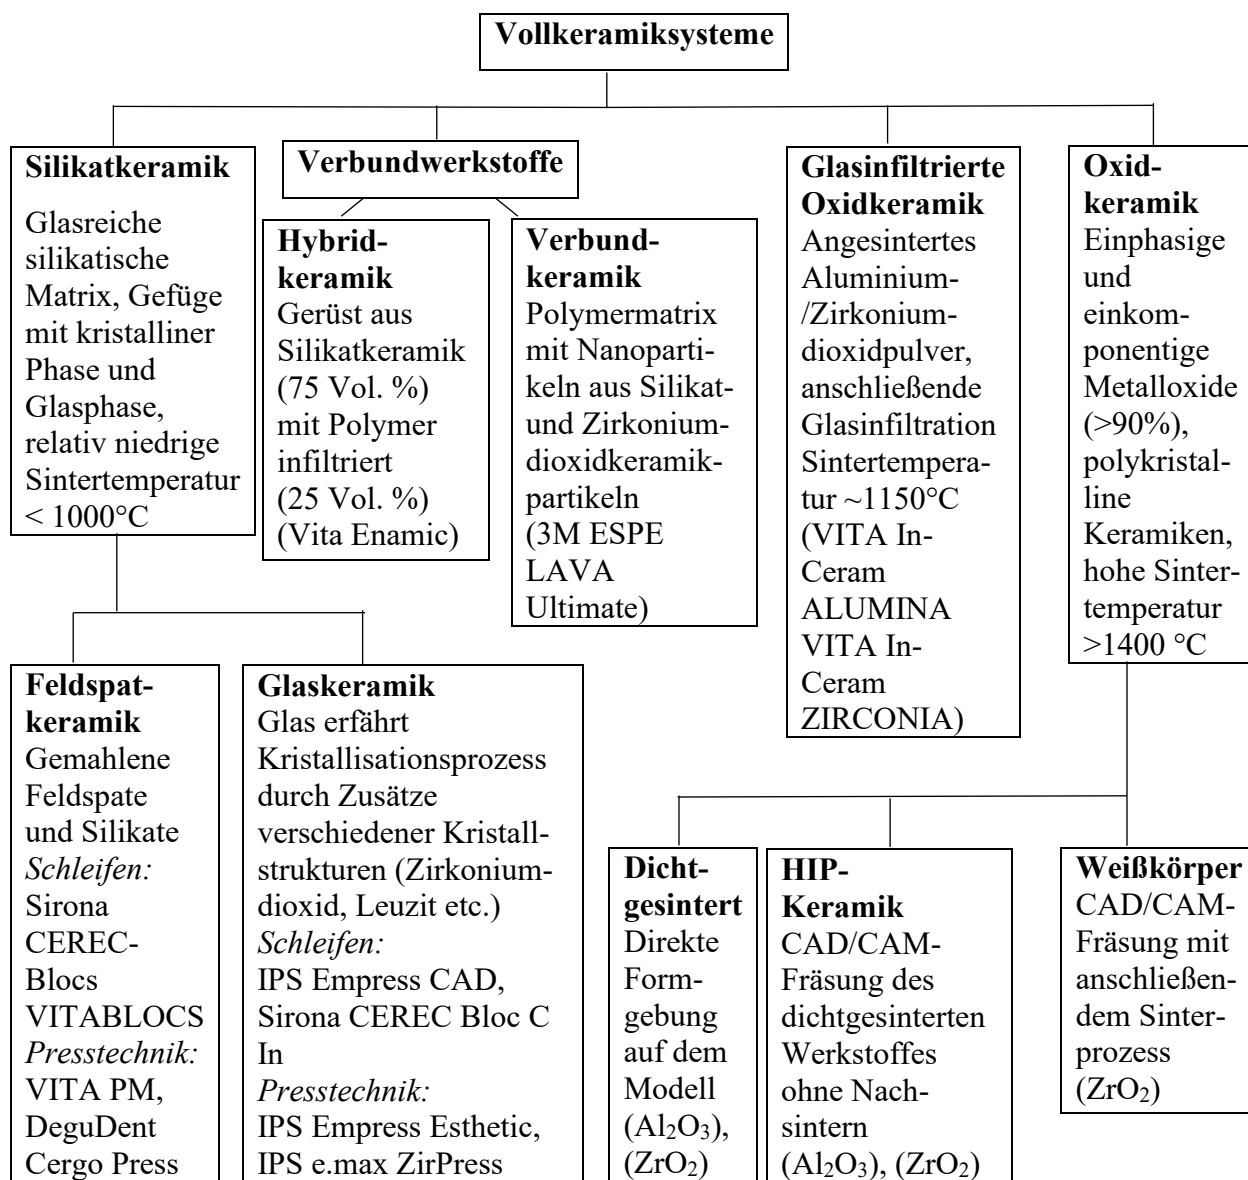 Vollkeramiksysteme
Silikatkeramik
Glasreiche
silikatische
Matrix, Gefüge
mit kristalliner
Phase und
Glasphase,
relativ niedrige
Sintertemperatur
< 1000°C
Verbundwerkstoffe
Hybrid-
keramik
Gerüst aus
Silikatkeramik
(75 Vol. %)
mit Polymer
infiltriert
(25 Vol. %)
(Vita Enamic)
Verbund-
keramik
Polymermatrix
mit Nanoparti-
keln aus Silikat-
und Zirkonium-
dioxidkeramik-
partikeln
(3M ESPE
LAVA
Ultimate)
Glasinfiltrierte
Oxidkeramik
Angesintertes
Aluminium-
/Zirkonium-
dioxidpulver,
anschließende
Glasinfiltration
Sintertempera-
tur ~1150°C
(VITA In-
Ceram
ALUMINA
VITA In-
Ceram
ZIRCONIA)
Oxid-
keramik
Einphasige
und
einkom-
ponentige
Metalloxide
(>90%),
polykristal-
line
Keramiken,
hohe Sinter-
temperatur
>1400 °C
Feldspat-
keramik
Gemahlene
Feldspate
und Silikate
Schleifen:
Sirona
CEREC-
Blocs
VITABLOCS
Presstechnik:
VITA PM,
DeguDent
Cergo Press
Glaskeramik
Glas erfährt
Kristallisationsprozess
durch Zusätze
verschiedener Kristall-
strukturen (Zirkonium-
dioxid, Leuzit etc.)
Schleifen:
IPS Empress CAD,
Sirona CEREC Bloc C
In
Presstechnik:
IPS Empress Esthetic,
IPS e.max ZirPress
Dicht-
gesintert
Direkte
Form-
gebung
auf dem
Modell
(Al₂O₃),
(ZrO₂)
HIP-
Keramik
CAD/CAM-
Fräsung des
dichtgesinterten
Werkstoffes
ohne Nach-
sintern
(Al₂O₃), (ZrO₂)
Weißkörper
CAD/CAM-
Fräsung mit
anschließen-
dem Sinter-
prozess
(ZrO₂)